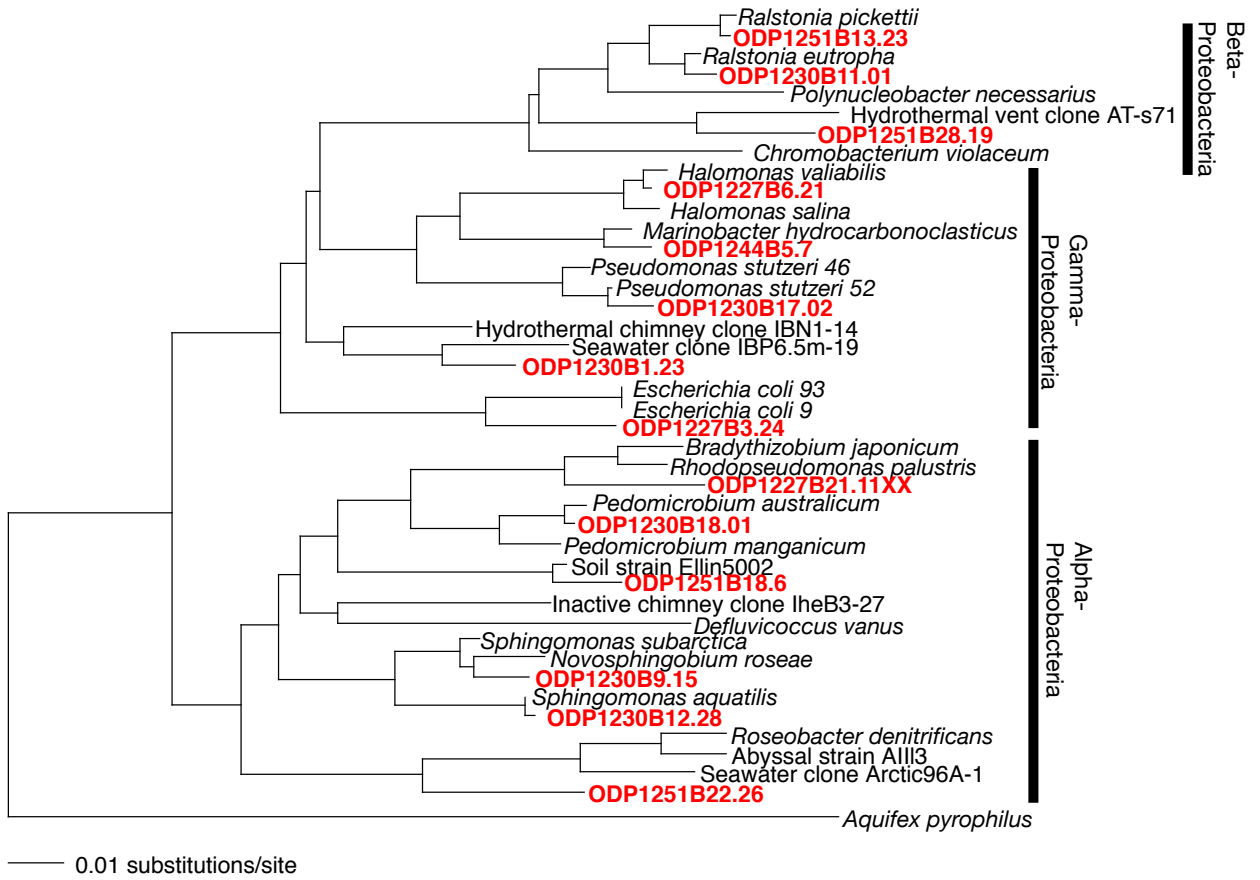 Ralstonia pickettii
ODP1251B13.23
Ralstonia eutropha
ODP1230B11.01
Polynucleobacter necessarius
Hydrothermal vent clone AT-s71
ODP1251B28.19
Chromobacterium violaceum
Beta-
Proteobacteria
Halomonas valiabilis
ODP1227B6.21
Halomonas salina
Marinobacter hydrocarbonoclasticus
ODP1244B5.7
Pseudomonas stutzeri 46
Pseudomonas stutzeri 52
ODP1230B17.02
Hydrothermal chimney clone IBN1-14
Seawater clone IBP6.5m-19
ODP1230B1.23
Escherichia coli 93
Escherichia coli 9
ODP1227B3.24
Gamma-
Proteobacteria
Bradythizobium japonicum
Rhodopseudomonas palustris
ODP1227B21.11XX
Pedomicrobium australicum
ODP1230B18.01
Pedomicrobium manganicum
Soil strain Ellin5002
ODP1251B18.6
Inactive chimney clone IheB3-27
Defluvicoccus vanus
Sphingomonas subarctica
Novosphingobium roseae
ODP1230B9.15
Sphingomonas aquatilis
ODP1230B12.28
Roseobacter denitrificans
Abyssal strain AIII3
Seawater clone Arctic96A-1
ODP1251B22.26
Alpha-
Proteobacteria
Aquifex pyrophilus
0.01 substitutions/site